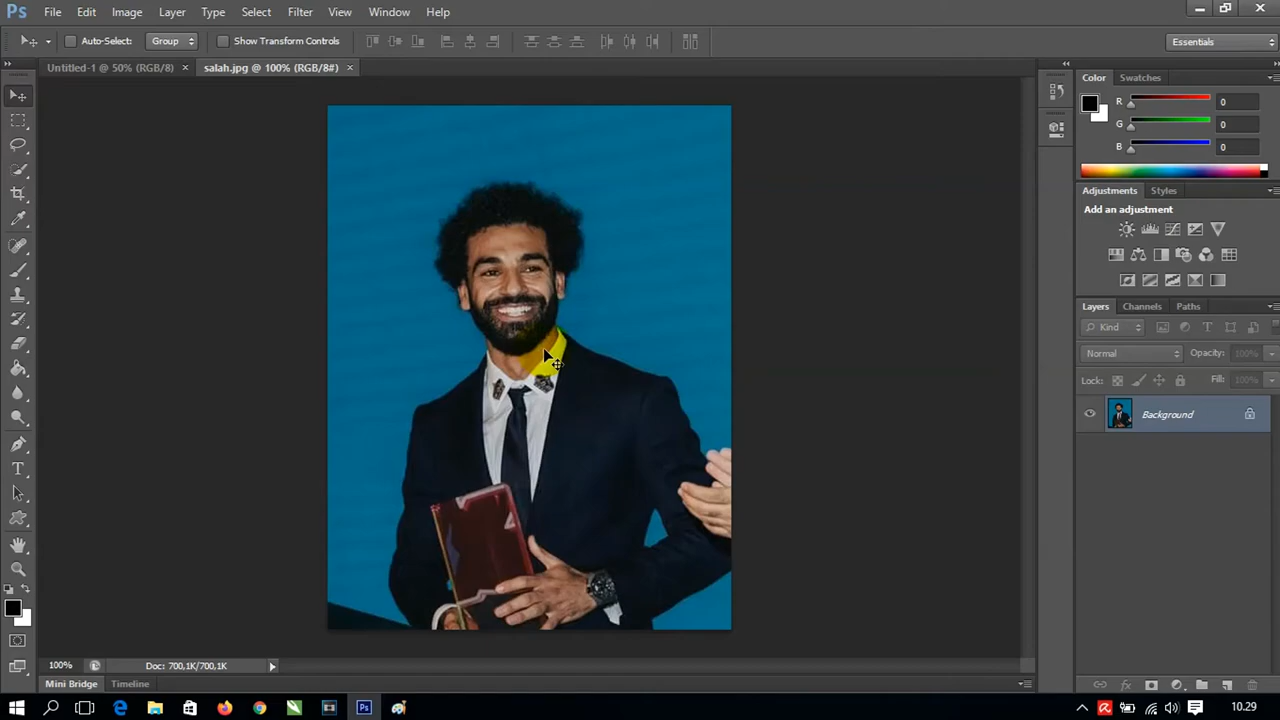 Ps File Edit Image Layer Type Select Filter View Window Help
Auto-Select: Group Show Transform Controls Essentials
Untitled-1 @ 50% (RGB/8) × salah.jpg @ 100% (RGB/8#) ×
Color Swatches
R 0
G 0
B 0
Adjustments Styles
Add an adjustment
Layers Channels Paths
Kind
Normal Opacity: 100%
Lock: Fill: 100%
Background
100% Doc: 700,1K/700,1K
Mini Bridge Timeline
Ps 10.29